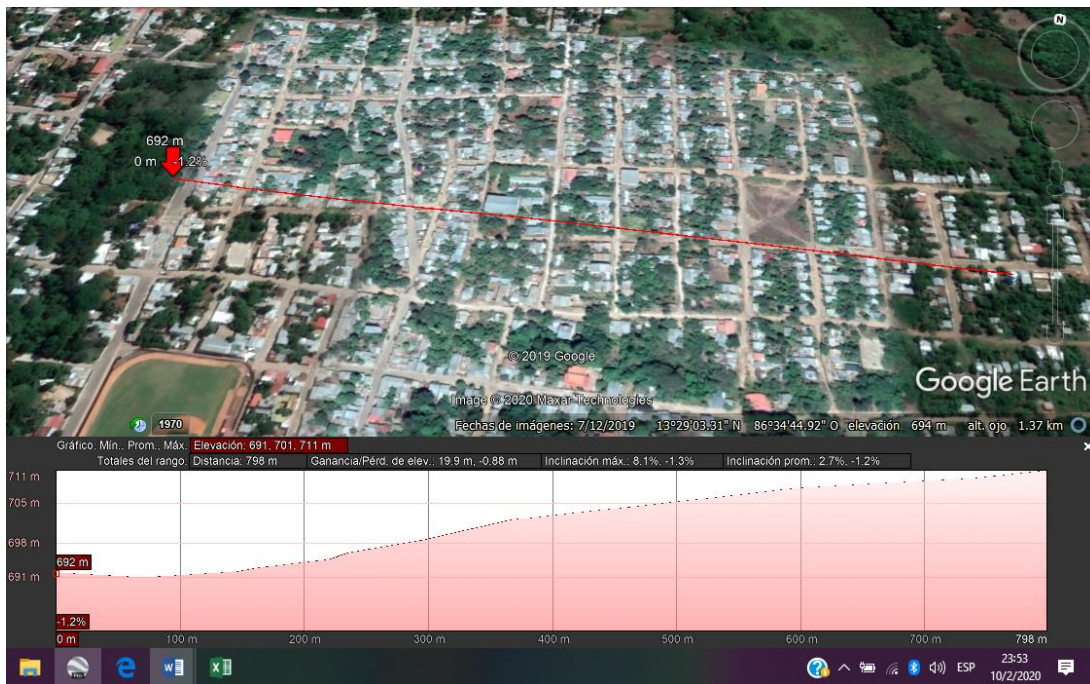 N
692 m
0 m -1.2%
© 2019 Google
Image © 2020 Maxar Technologies
Google Earth
1970
Fechas de imágenes: 7/12/2019 13°29'03.31" N 86°34'44.92" O elevación 694 m alt. ojo 1.37 km
Gráfico: Mín., Prom., Máx. Elevación: 691, 701, 711 m
Totales del rango: Distancia: 798 m Ganancia/Pérd. de elev.: 19.9 m, -0.88 m Inclinación máx.: 8.1%, -1.3% Inclinación prom.: 2.7%, -1.2%
711 m
705 m
698 m
692 m
691 m
-1.2%
0 m 100 m 200 m 300 m 400 m 500 m 600 m 700 m 798 m
ESP
23:53
10/2/2020